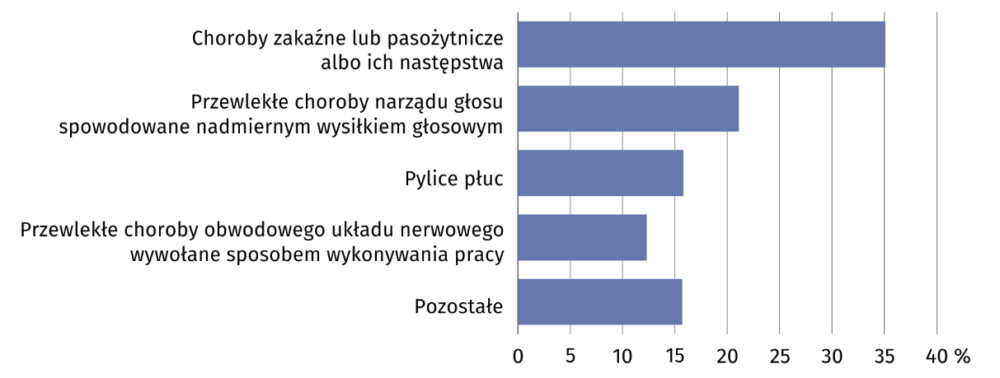 Choroby zakaźne lub pasożytnicze
albo ich następstwa
Przewlekłe choroby narządu głosu
spowodowane nadmiernym wysiłkiem głosowym
Pylice płuc
Przewlekłe choroby obwodowego układu nerwowego
wywołane sposobem wykonywania pracy
Pozostałe
0 5 10 15 20 25 30 35 40 %